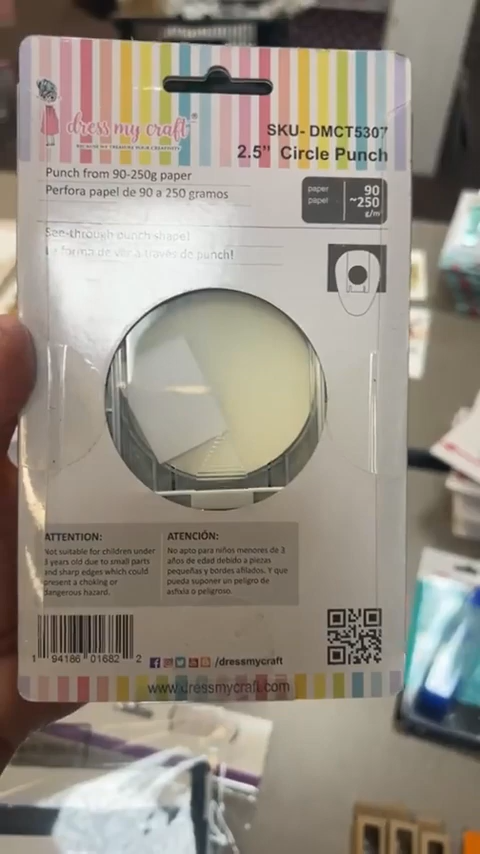 dress my craft®
SKU- DMCT5307
2.5" Circle Punch
Punch from 90-250g paper
Perfora papel de 90 a 250 gramos
paper
papel
90
~250
g/m
See-through punch shape!
La forma de vis a través de punch!
ATTENTION:
Not suitable for children under
3 years old due to small parts
and sharp edges which could
present a choking or
dangerous hazard.
ATENCIÓN:
No apto para niños menores de 3
años de edad debido a piezas
pequeñas y bordes afilados. Y que
pueda suponer un peligro de
asfixia o peligroso.
1 94186 01682 2
/dressmycraft
www.dressmycraft.com